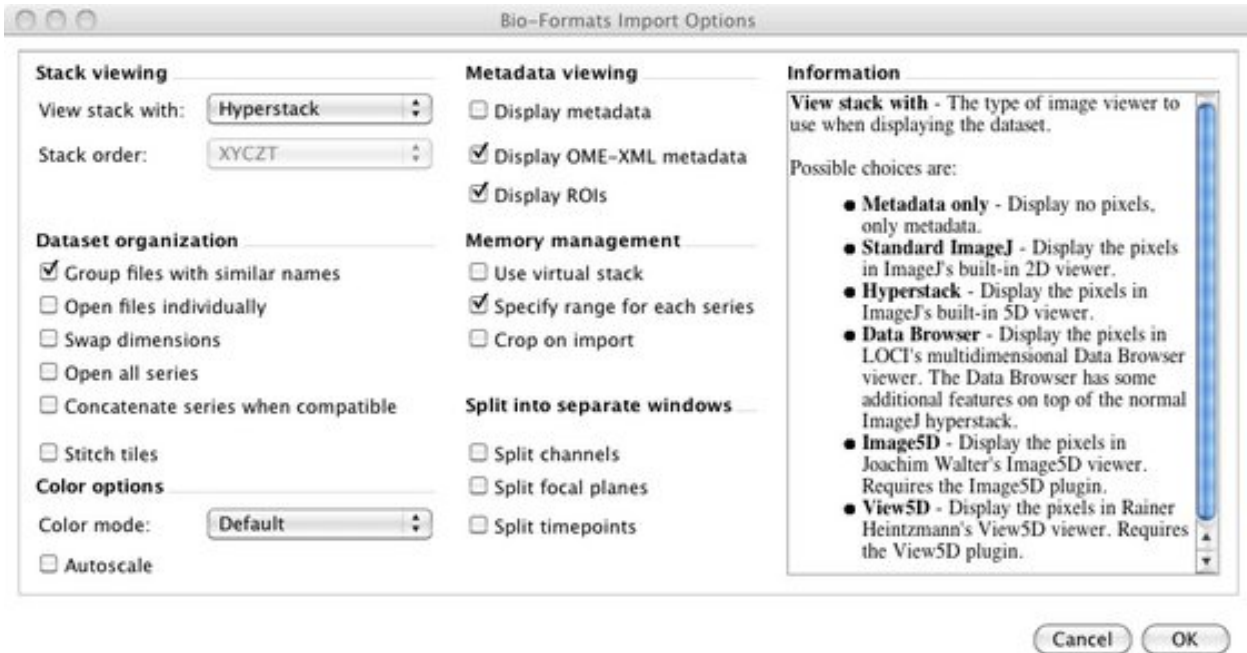 Bio-Formats Import Options
Stack viewing
View stack with:
Hyperstack
Stack order:
XYCZT
Dataset organization
Group files with similar names
Open files individually
Swap dimensions
Open all series
Concatenate series when compatible
Stitch tiles
Color options
Color mode:
Default
Autoscale
Metadata viewing
Display metadata
Display OME-XML metadata
Display ROIs
Memory management
Use virtual stack
Specify range for each series
Crop on import
Split into separate windows
Split channels
Split focal planes
Split timepoints
Information
View stack with - The type of image viewer to
use when displaying the dataset.
Possible choices are:
● Metadata only - Display no pixels,
only metadata.
● Standard ImageJ - Display the pixels
in ImageJ's built-in 2D viewer.
● Hyperstack - Display the pixels in
ImageJ's built-in 5D viewer.
● Data Browser - Display the pixels in
LOCI's multidimensional Data Browser
viewer. The Data Browser has some
additional features on top of the normal
ImageJ hyperstack.
● Image5D - Display the pixels in
Joachim Walter's Image5D viewer.
Requires the Image5D plugin.
● View5D - Display the pixels in Rainer
Heintzmann's View5D viewer. Requires
the View5D plugin.
Cancel
OK